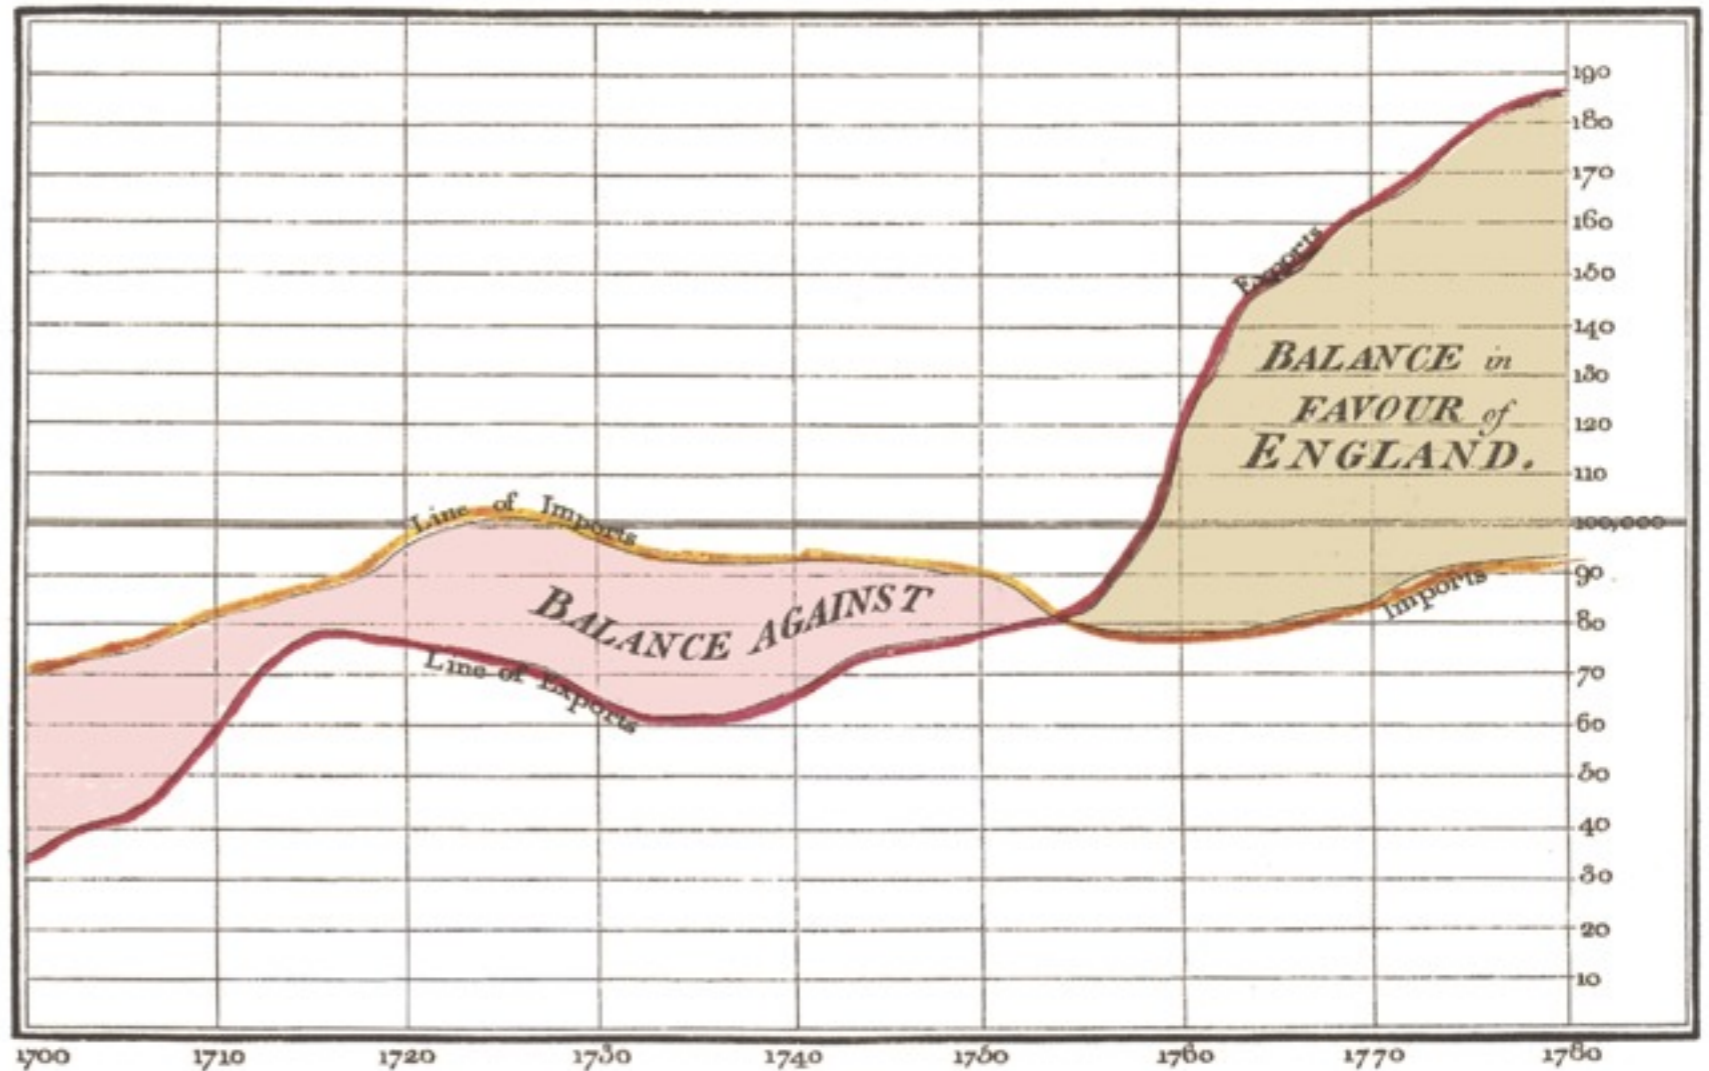 190
180
170
160
150
140
130
120
110
100,000
90
80
70
60
50
40
30
20
10
Exports
BALANCE in
FAVOUR of
ENGLAND.
Line of Imports
BALANCE AGAINST
Imports
Line of Exports
1700 1710 1720 1730 1740 1750 1760 1770 1780